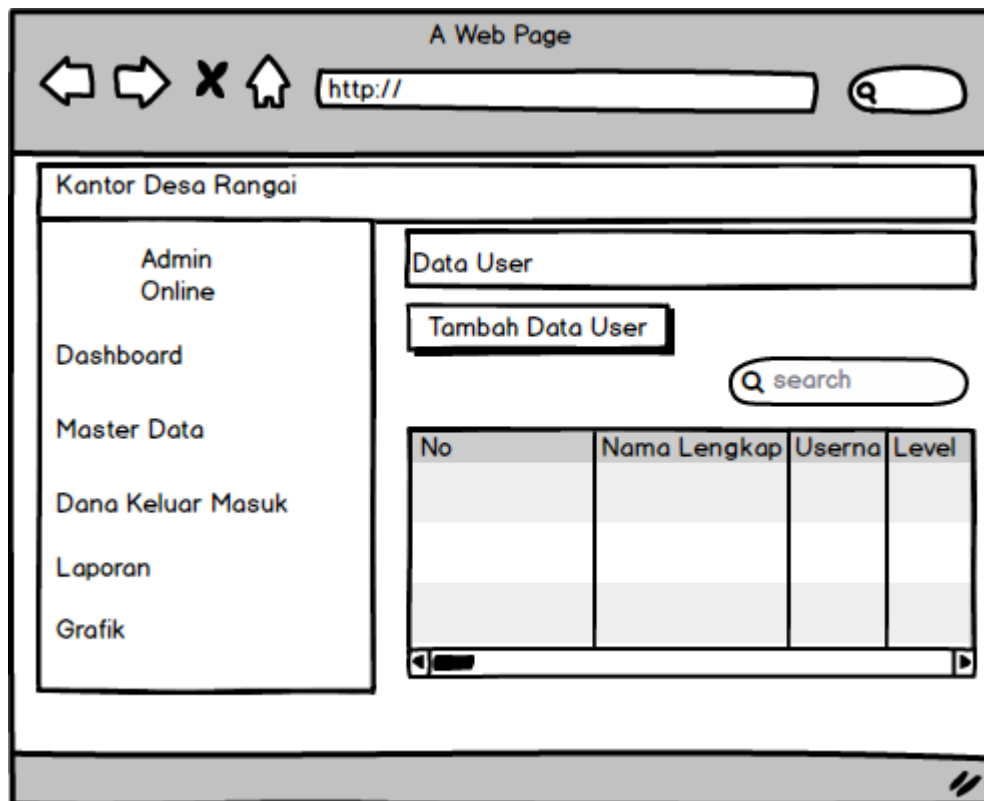 A Web Page
http://
Kantor Desa Rangai
Admin
Online
Dashboard
Master Data
Dana Keluar Masuk
Laporan
Grafik
Data User
Tambah Data User
search
No Nama Lengkap Userna Level